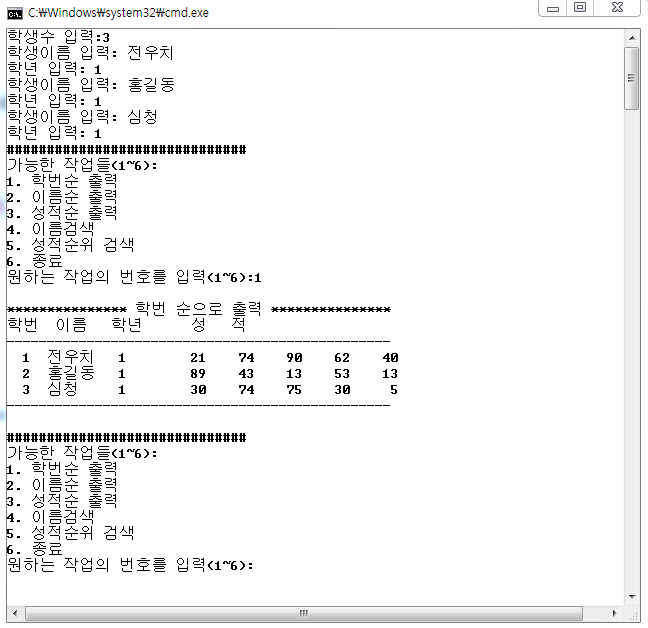 C:\Windows\system32\cmd.exe
학생수 입력:3
학생이름 입력: 전우치
학년 입력: 1
학생이름 입력: 홍길동
학년 입력: 1
학생이름 입력: 심청
학년 입력: 1
##############################
가능한 작업들(1~6):
1. 학번순 출력
2. 이름순 출력
3. 성적순 출력
4. 이름검색
5. 성적순위 검색
6. 종료
원하는 작업의 번호를 입력(1~6):1
*************** 학번 순으로 출력 ***************
학번 이름 학년 성 적
------------------------------------------------
1 전우치 1 21 74 90 62 40
2 홍길동 1 89 43 13 53 13
3 심청 1 30 74 75 30 5
------------------------------------------------
##############################
가능한 작업들(1~6):
1. 학번순 출력
2. 이름순 출력
3. 성적순 출력
4. 이름검색
5. 성적순위 검색
6. 종료
원하는 작업의 번호를 입력(1~6):